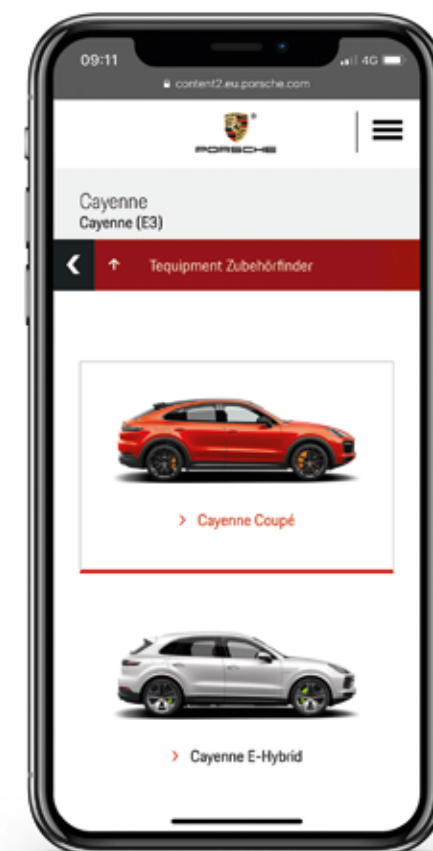 09:11
4G
content2.eu.porsche.com
PORSCHE
Cayenne
Cayenne (E3)
Tequipment Zubehörfinder
Cayenne Coupé
Cayenne E-Hybrid